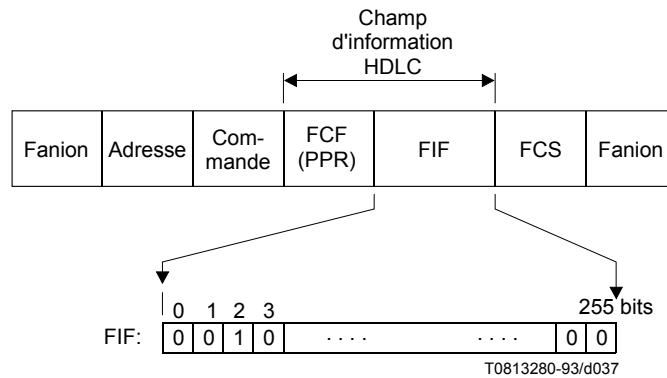 Champ
d'information
HDLC
Fanion Adresse Com- FCF FIF FCS Fanion
mande (PPR)
0 1 2 3 255 bits
FIF: 0 0 1 0 . . . . . . . . 0 0
T0813280-93/d037